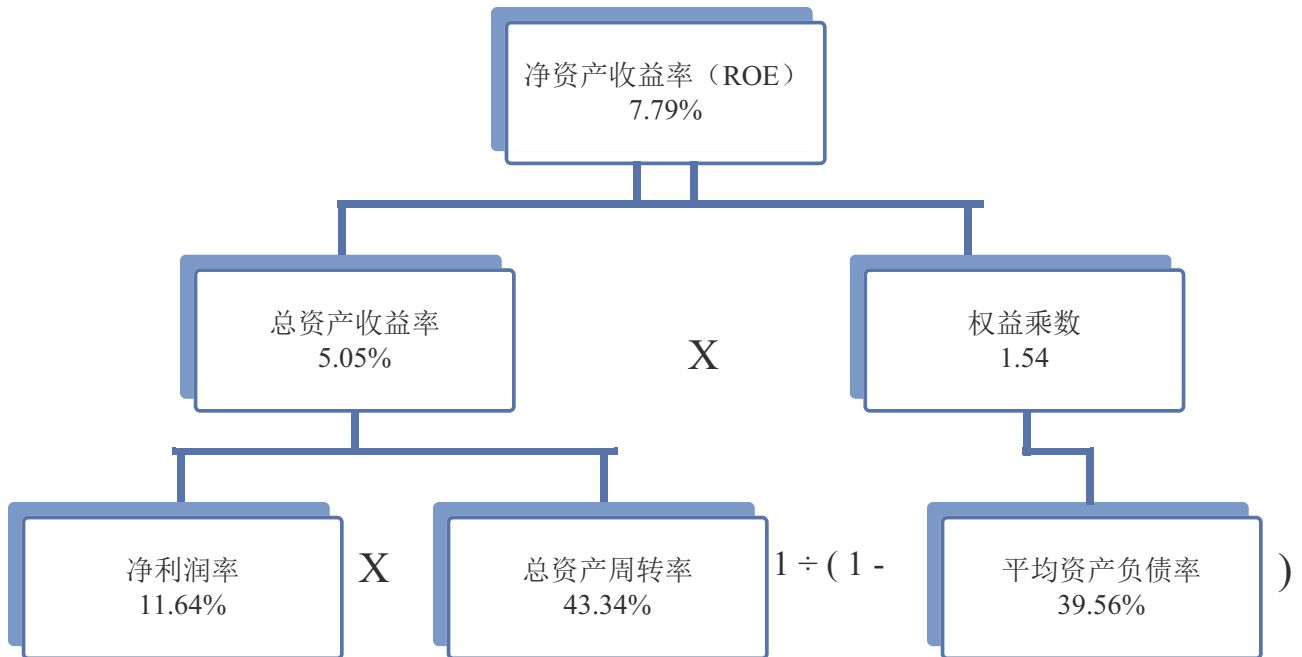 净资产收益率（ROE）
7.79%
总资产收益率
5.05%
X
权益乘数
1.54
净利润率
11.64%
X
总资产周转率
43.34%
1 ÷ ( 1 -
平均资产负债率
39.56%
)